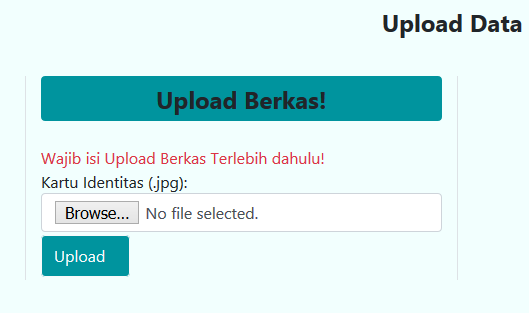 Upload Data
Upload Berkas!
Wajib isi Upload Berkas Terlebih dahulu!
Kartu Identitas (.jpg):
Browse... No file selected.
Upload